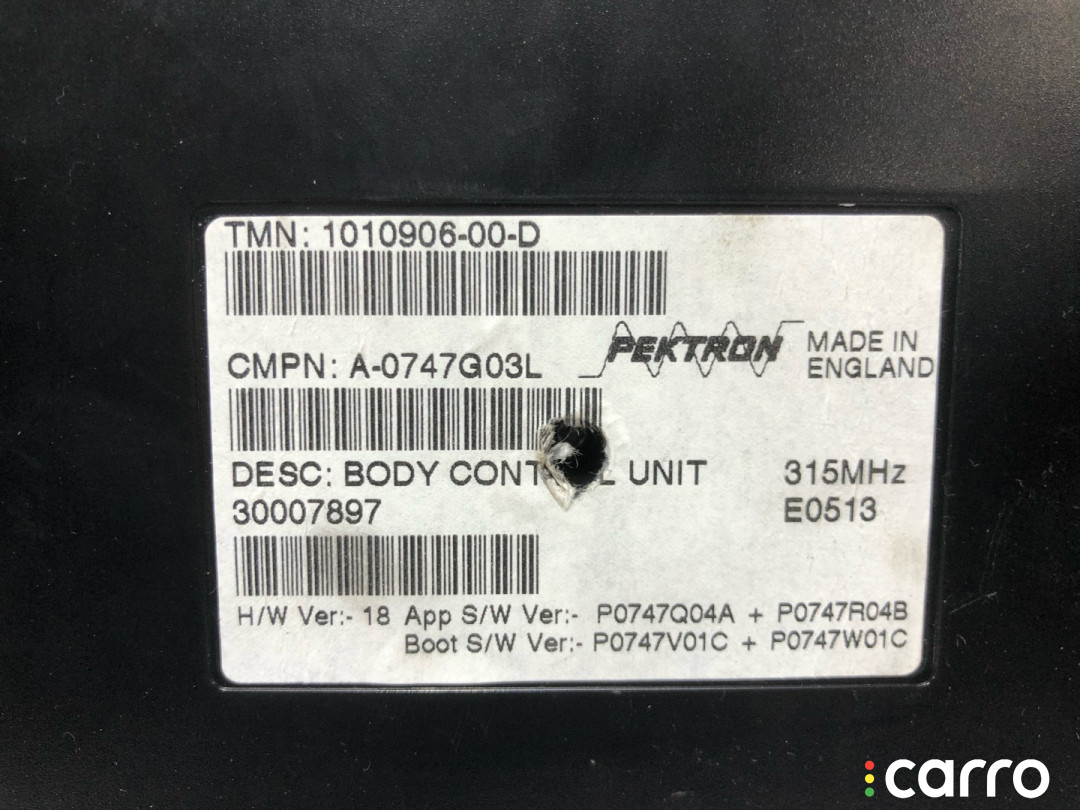 TMN: 1010906-00-D
PEKTRON
MADE IN
ENGLAND
CMPN: A-0747G03L
DESC: BODY UNIT 315MHz
30007897 E0513
H/W Ver:- 18 App S/W Ver:- P0747Q04A + P0747R04B
Boot S/W Ver:- P0747V01C + P0747W01C
carro